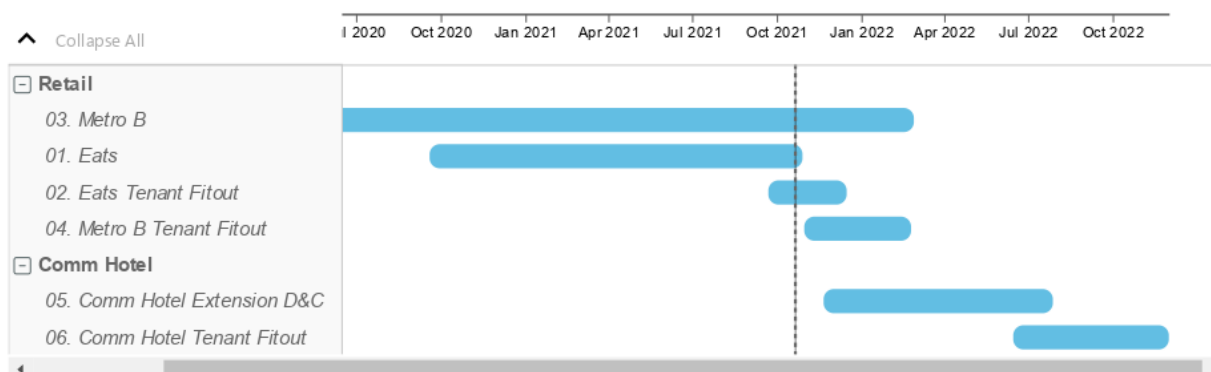 Collapse All
l 2020 Oct 2020 Jan 2021 Apr 2021 Jul 2021 Oct 2021 Jan 2022 Apr 2022 Jul 2022 Oct 2022
Retail
03. Metro B
01. Eats
02. Eats Tenant Fitout
04. Metro B Tenant Fitout
Comm Hotel
05. Comm Hotel Extension D&C
06. Comm Hotel Tenant Fitout